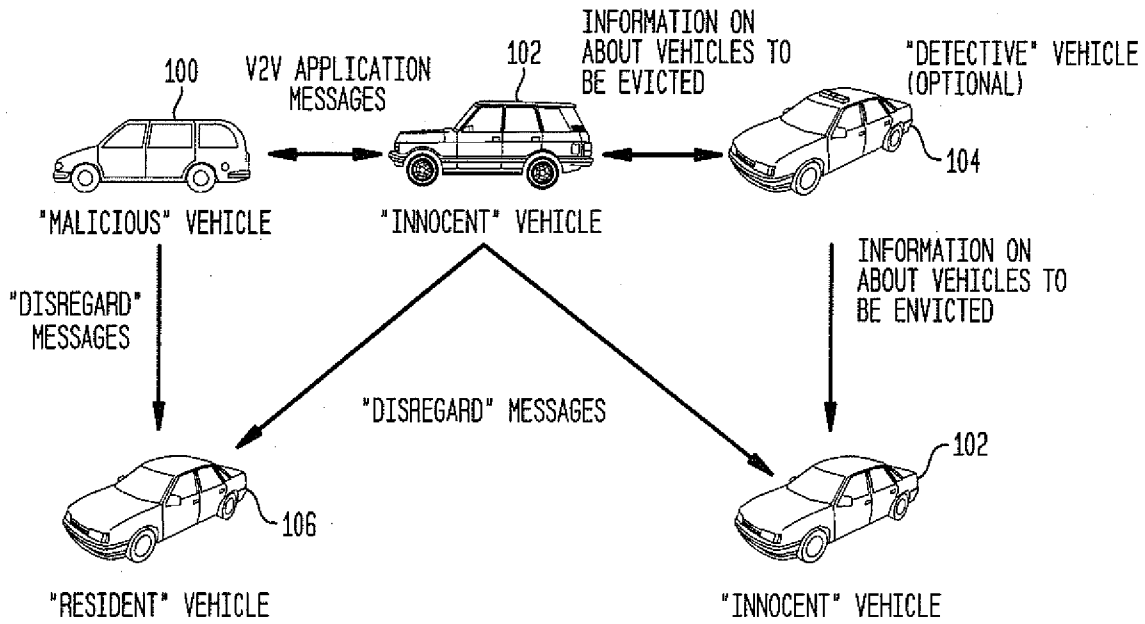 100
V2V APPLICATION
MESSAGES
102
INFORMATION ON
ABOUT VEHICLES TO
BE EVICTED
"DETECTIVE" VEHICLE
(OPTIONAL)
104
"MALICIOUS" VEHICLE
"INNOCENT" VEHICLE
"DISREGARD"
MESSAGES
INFORMATION ON
ABOUT VEHICLES TO
BE ENVICTED
"DISREGARD" MESSAGES
106
102
"RESIDENT" VEHICLE
"INNOCENT" VEHICLE